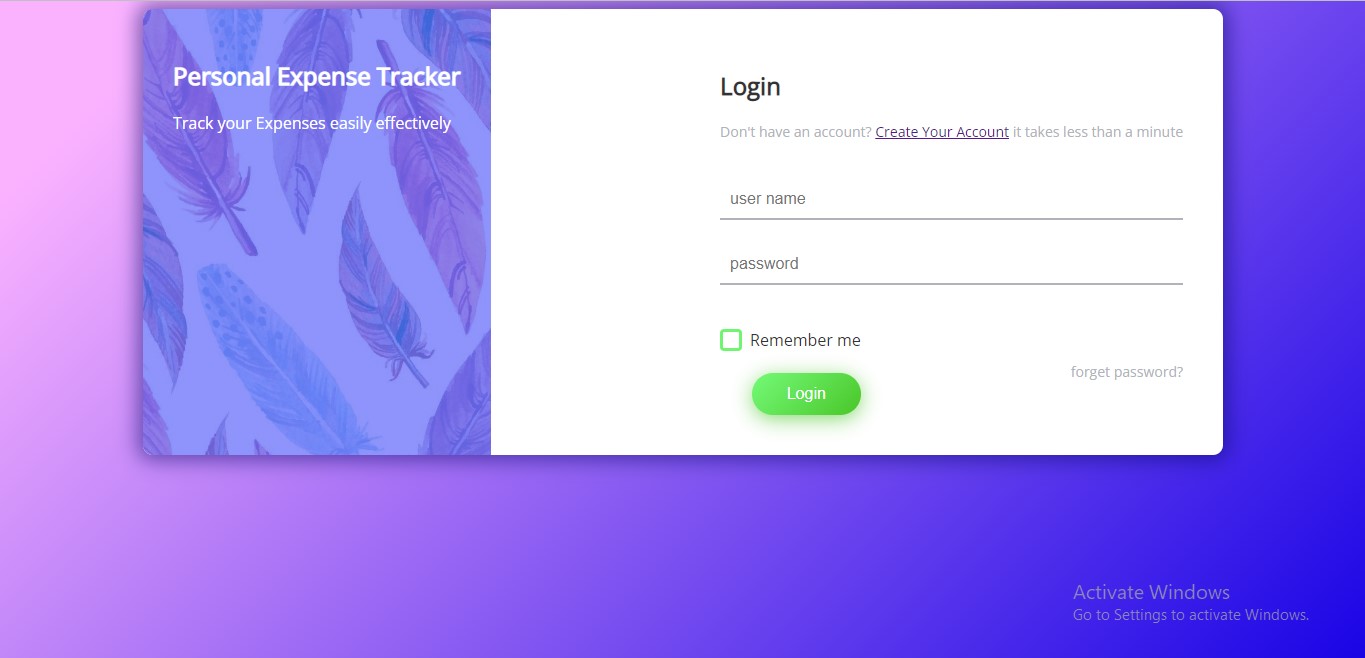 Personal Expense Tracker
Track your Expenses easily effectively
Login
Don't have an account? Create Your Account it takes less than a minute
user name
password
Remember me
forget password?
Login
Activate Windows
Go to Settings to activate Windows.